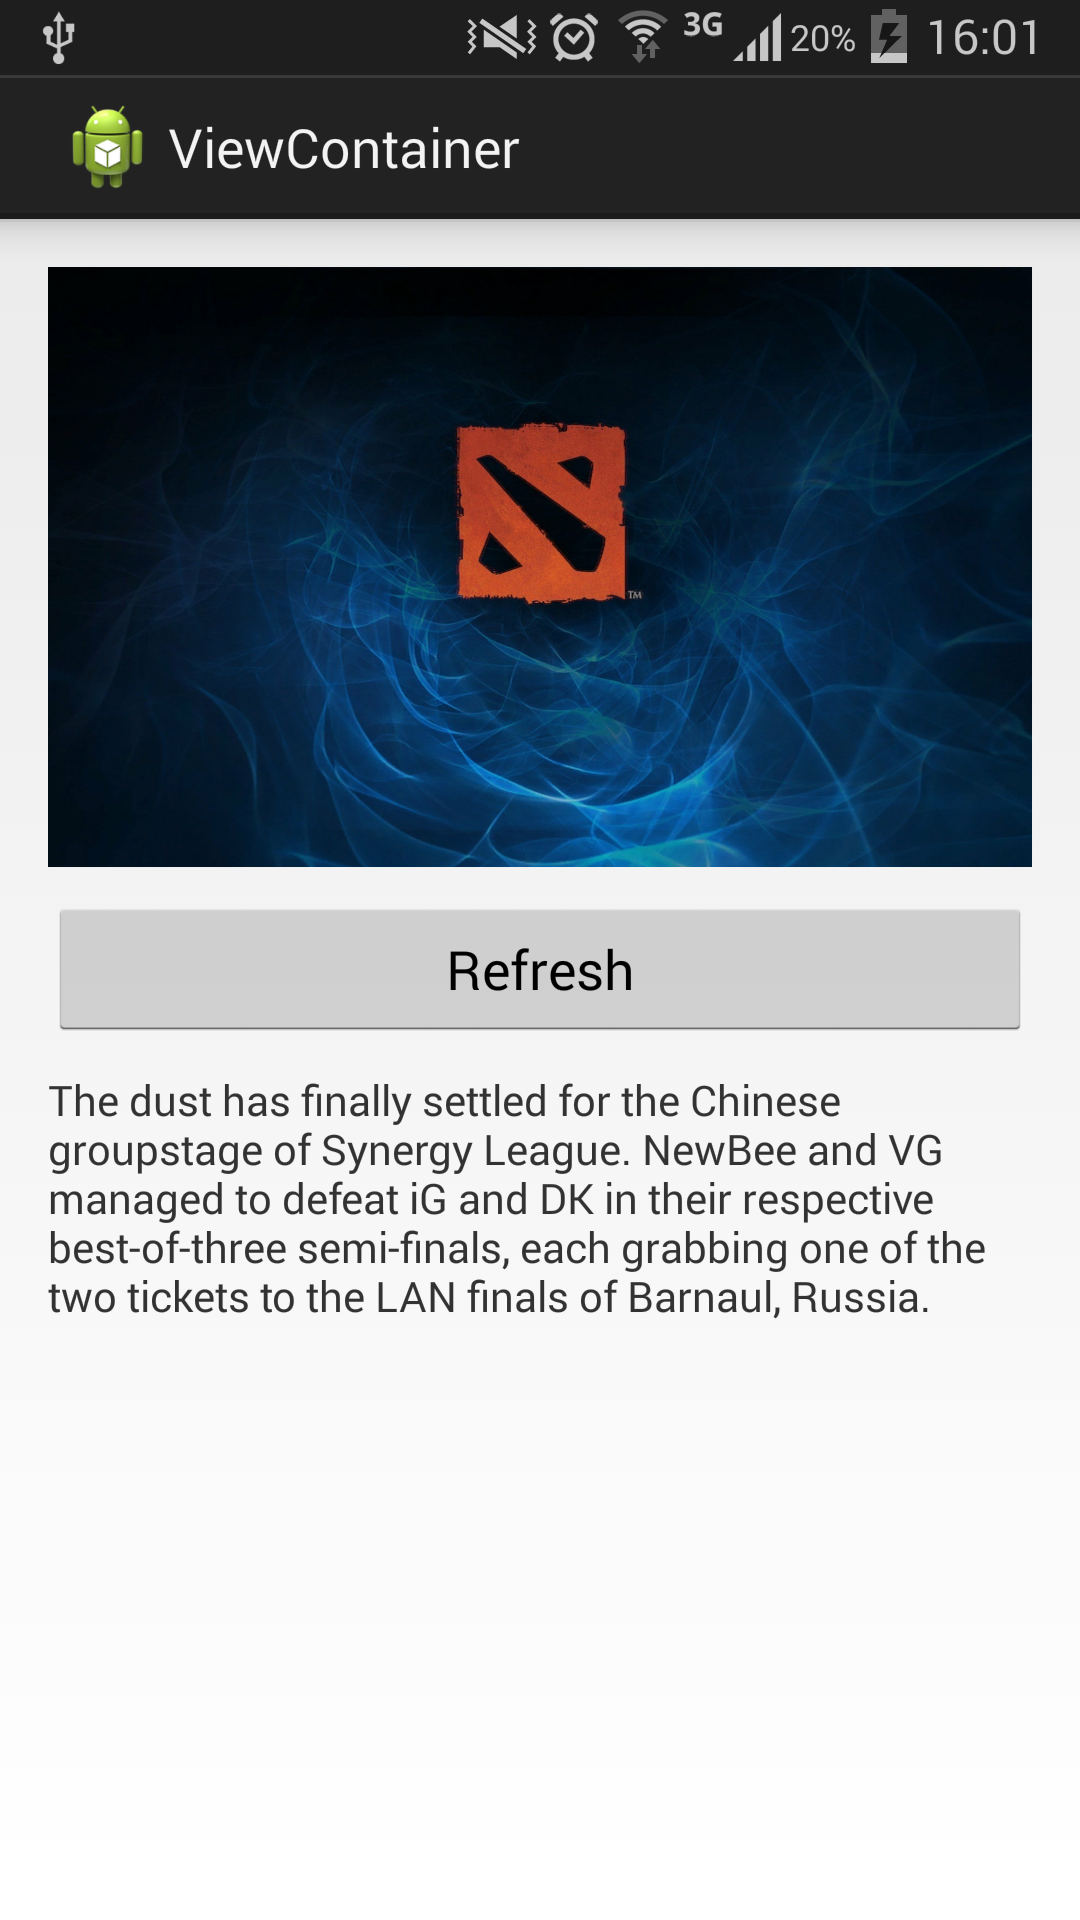 3G 20% 16:01
ViewContainer
TM
Refresh
The dust has finally settled for the Chinese
groupstage of Synergy League. NewBee and VG
managed to defeat iG and DK in their respective
best-of-three semi-finals, each grabbing one of the
two tickets to the LAN finals of Barnaul, Russia.